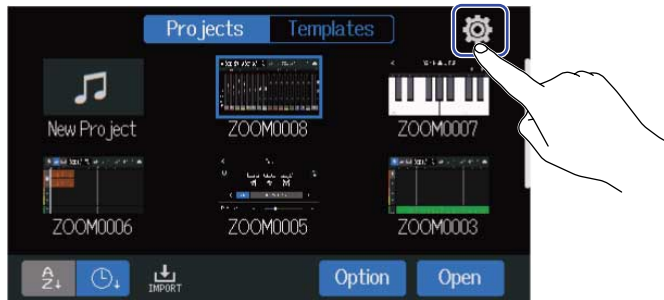 Projects Templates
New Project ZOOM0008 ZOOM0007
ZOOM0006 ZOOM0005 ZOOM0003
A
Z
IMPORT
Option Open